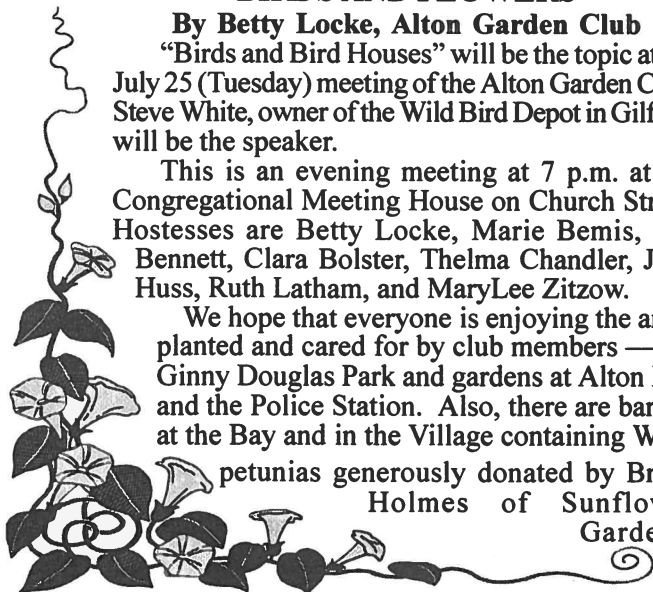 By Betty Locke, Alton Garden Club
“Birds and Bird Houses” will be the topic at
July 25 (Tuesday) meeting of the Alton Garden
Steve White, owner of the Wild Bird Depot in
will be the speaker.
This is an evening meeting at 7 p.m. at
Congregational Meeting House on Church
Hostesses are Betty Locke, Marie Bemis,
Bennett, Clara Bolster, Thelma Chandler,
Huss, Ruth Latham, and MaryLee Zitzow.
We hope that everyone is enjoying the
planted and cared for by club members —
Ginny Douglas Park and gardens at Alton
and the Police Station. Also, there are
at the Bay and in the Village containing
petunias generously donated by
Holmes of